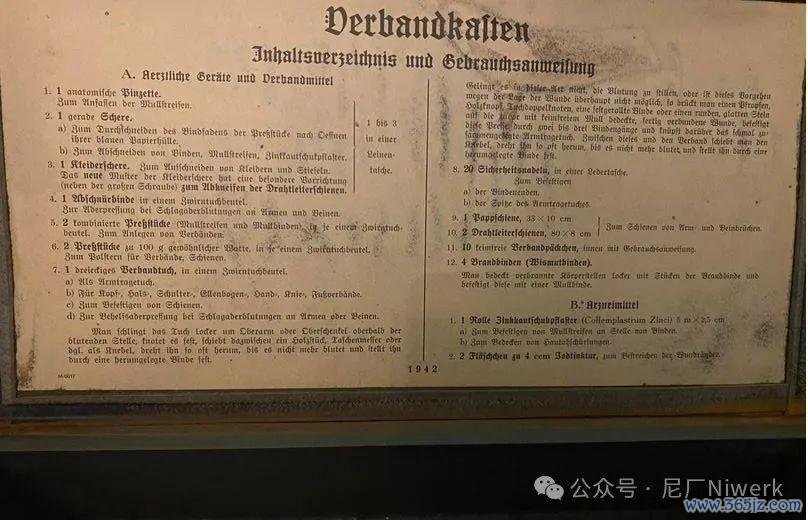 Verbandkasten
Inhaltsverzeichnis und Gebrauchsanweisung
A. Aerztliche Geräte und Verbandmittel
1. 1 anatomische Pinzette.
Zum Anfassen der Mullstreifen.
2. 1 gerade Schere.
a) Zum Durchschneiden des Bindfadens der Preßstücke nach Oeffnen
ihrer blauen Papierhülle.
b) Zum Abschneiden von Binden, Mullstreifen, Zinkkautschukpflaster.
3. 1 Kleiderschere. Zum Aufschneiden von Kleidern und Stiefeln.
Das neue Muster der Kleiderschere hat eine besondere Vorrichtung
(neben der großen Schraube) zum Abkneifen der Drahtleiterschienen.
1 bis 3
in einer
Leinen-
tasche.
4. 1 Abschnürbinde in einem Zwirntuchbeutel.
Zur Aderpressung bei Schlagaderblutungen an Armen und Beinen.
5. 2 kombinierte Preßstücke (Mullstreifen und Mullbinden), in je einem Zwirntuch-
beutel. Zum Anlegen von Verbänden.
6. 2 Preßstücke zu 100 g gewöhnlicher Watte, in je einem Zwirntuchbeutel.
Zum Polstern für Verbände, Schienen.
7. 1 dreieckiges Verbandtuch, in einem Zwirntuchbeutel.
a) Als Armtragetuch.
b) Für Kopf-, Hals-, Schulter-, Ellenbogen-, Hand-, Knie-, Fußverbände.
c) Zum Befestigen von Schienen.
d) Zur Behelfsaderpressung bei Schlagaderblutungen an Armen oder Beinen.
Man schlingt das Tuch locker um Oberarm oder Oberschenkel oberhalb der
blutenden Stelle, knotet es fest, schiebt dazwischen ein Holzstück, Taschenmesser oder
dgl. als Knebel, dreht ihn so oft herum, bis es nicht mehr blutet und stellt ihn durch
eine herumgelegte Binde fest.
Gelingt es in dieser Art nicht, die Blutung zu stillen, oder ist dieses Vorgehen
wegen der Lage der Wunde überhaupt nicht möglich, so drückt man einen Pfropfen,
Holzknopf, Tuchdoppelknoten, eine festgerollte Binde oder einen runden, glatten Stein
auf die vorher mit keimfreiem Mull bedeckte, fertig verbundene Wunde, befestigt
diese Presse durch zwei bis drei Bindengänge und knüpft darüber das schmal zu-
sammengelegte Armtragetuch. Zwischen dieses und den Verband schiebt man den
Knebel, dreht ihn so oft herum, bis es nicht mehr blutet, und stellt ihn durch eine
herumgelegte Binde fest.
8. 20 Sicherheitsnadeln, in einer Ledertasche.
Zum Befestigen
a) der Bindenenden.
b) der Spitze des Armtragetuches.
9. 1 Pappschiene, 33 × 10 cm
10. 2 Drahtleiterschienen, 80 × 8 cm
Zum Schienen von Arm- und Beinbrüchen.
11. 10 keimfreie Verbandpäckchen, innen mit Gebrauchsanweisung.
12. 4 Brandbinden (Wismutbinden).
Man bedeckt verbrannte Körperstellen locker mit Stücken der Brandbinde und
befestigt diese mit einer Mullbinde.
B. Arzneimittel
1. 1 Rolle Zinkkautschukpflaster (Collemplastrum Zinci) 5 m × 2,5 cm.
a) Zum Befestigen von Mullstreifen an Stelle von Binden.
b) Zum Bedecken von Hautabschürfungen.
2. 2 Fläschchen zu 4 ccm Jodtinktur, zum Bestreichen der Wundränder.
1942
公众号 · 尼厂Niwerk
www.365jz.com